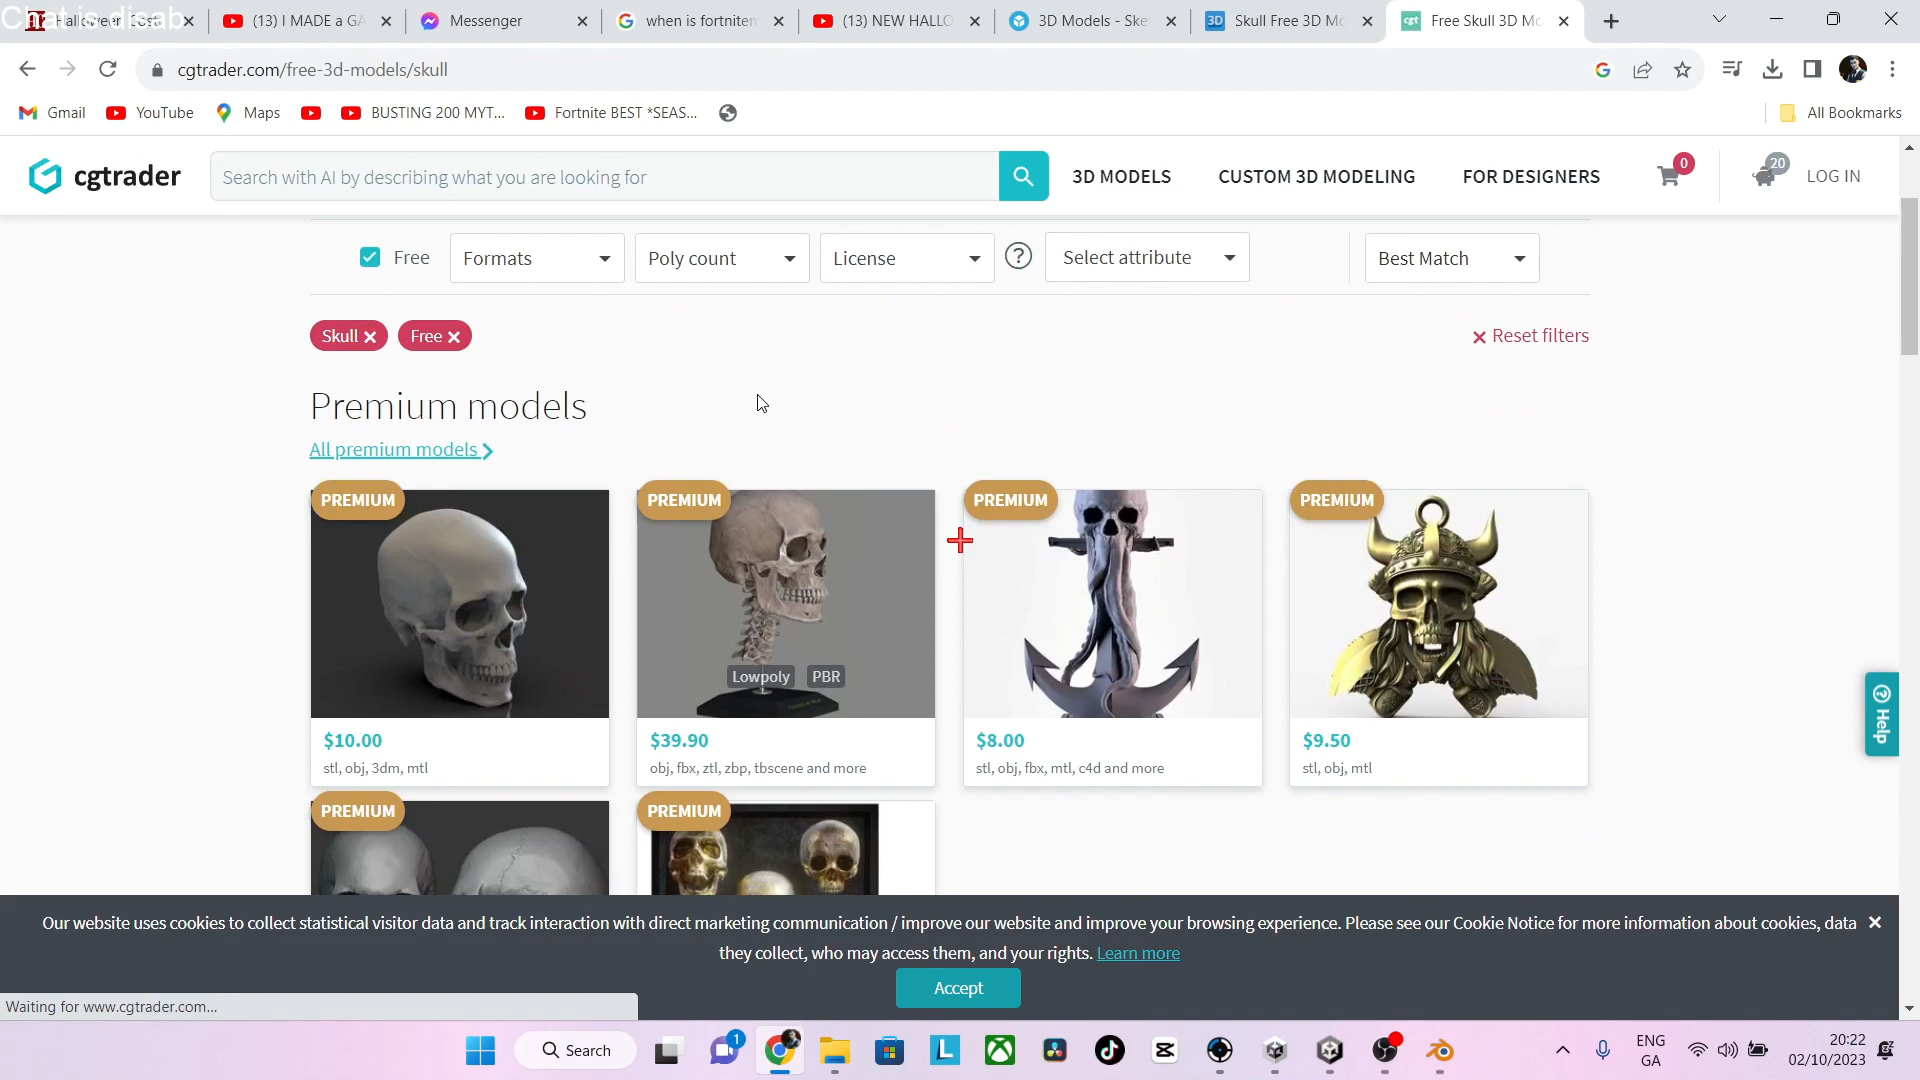 Chat is disab
Halloween Cost
(13) I MADE a GA
Messenger
when is fortniten
(13) NEW HALLO
3D Models - Ske
Skull Free 3D Mo
Free Skull 3D Mo
cgtrader.com/free-3d-models/skull
Gmail
YouTube
Maps
BUSTING 200 MYT...
Fortnite BEST *SEAS...
All Bookmarks
cgtrader
Search with AI by describing what you are looking for
3D MODELS
CUSTOM 3D MODELING
FOR DESIGNERS
0
20
LOG IN
Free
Formats
Poly count
License
?
Select attribute
Best Match
Skull
Free
Reset filters
Premium models
All premium models
PREMIUM
PREMIUM
PREMIUM
PREMIUM
Lowpoly
PBR
$10.00
$39.90
$8.00
$9.50
stl, obj, 3dm, mtl
obj, fbx, ztl, zbp, tbscene and more
stl, obj, fbx, mtl, c4d and more
stl, obj, mtl
Help
PREMIUM
PREMIUM
Our website uses cookies to collect statistical visitor data and track interaction with direct marketing communication / improve our website and improve your browsing experience. Please see our Cookie Notice for more information about cookies, data
they collect, who may access them, and your rights. Learn more
Accept
Waiting for www.cgtrader.com...
Search
1
ENG
GA
20:22
02/10/2023